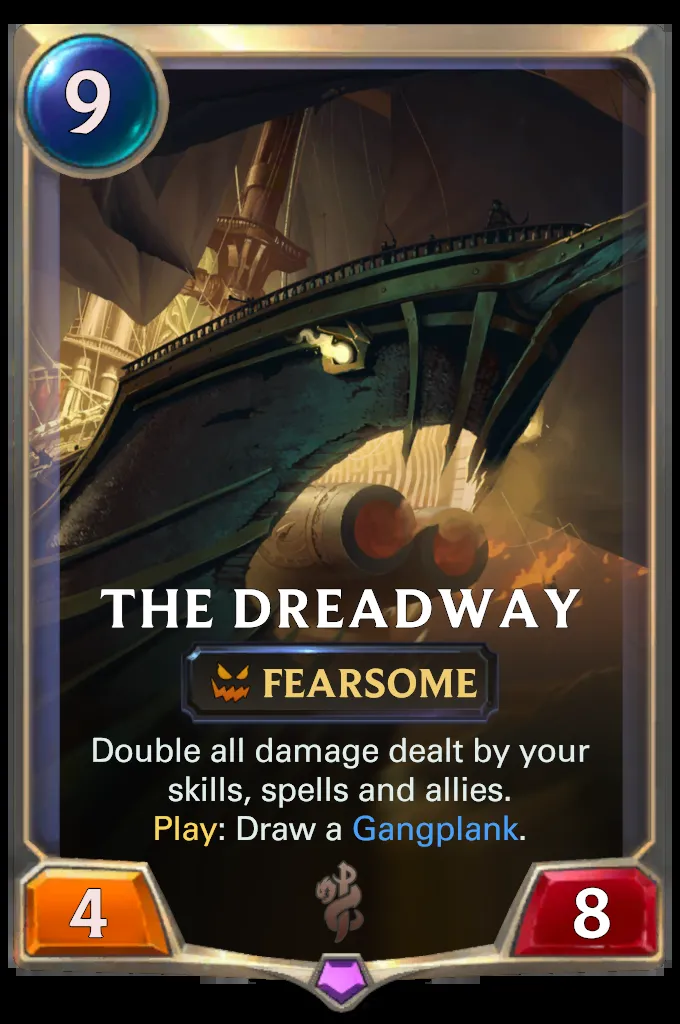 9
THE DREADWAY
FEARSOME
Double all damage dealt by your
skills, spells and allies.
Play: Draw a Gangplank.
4
8